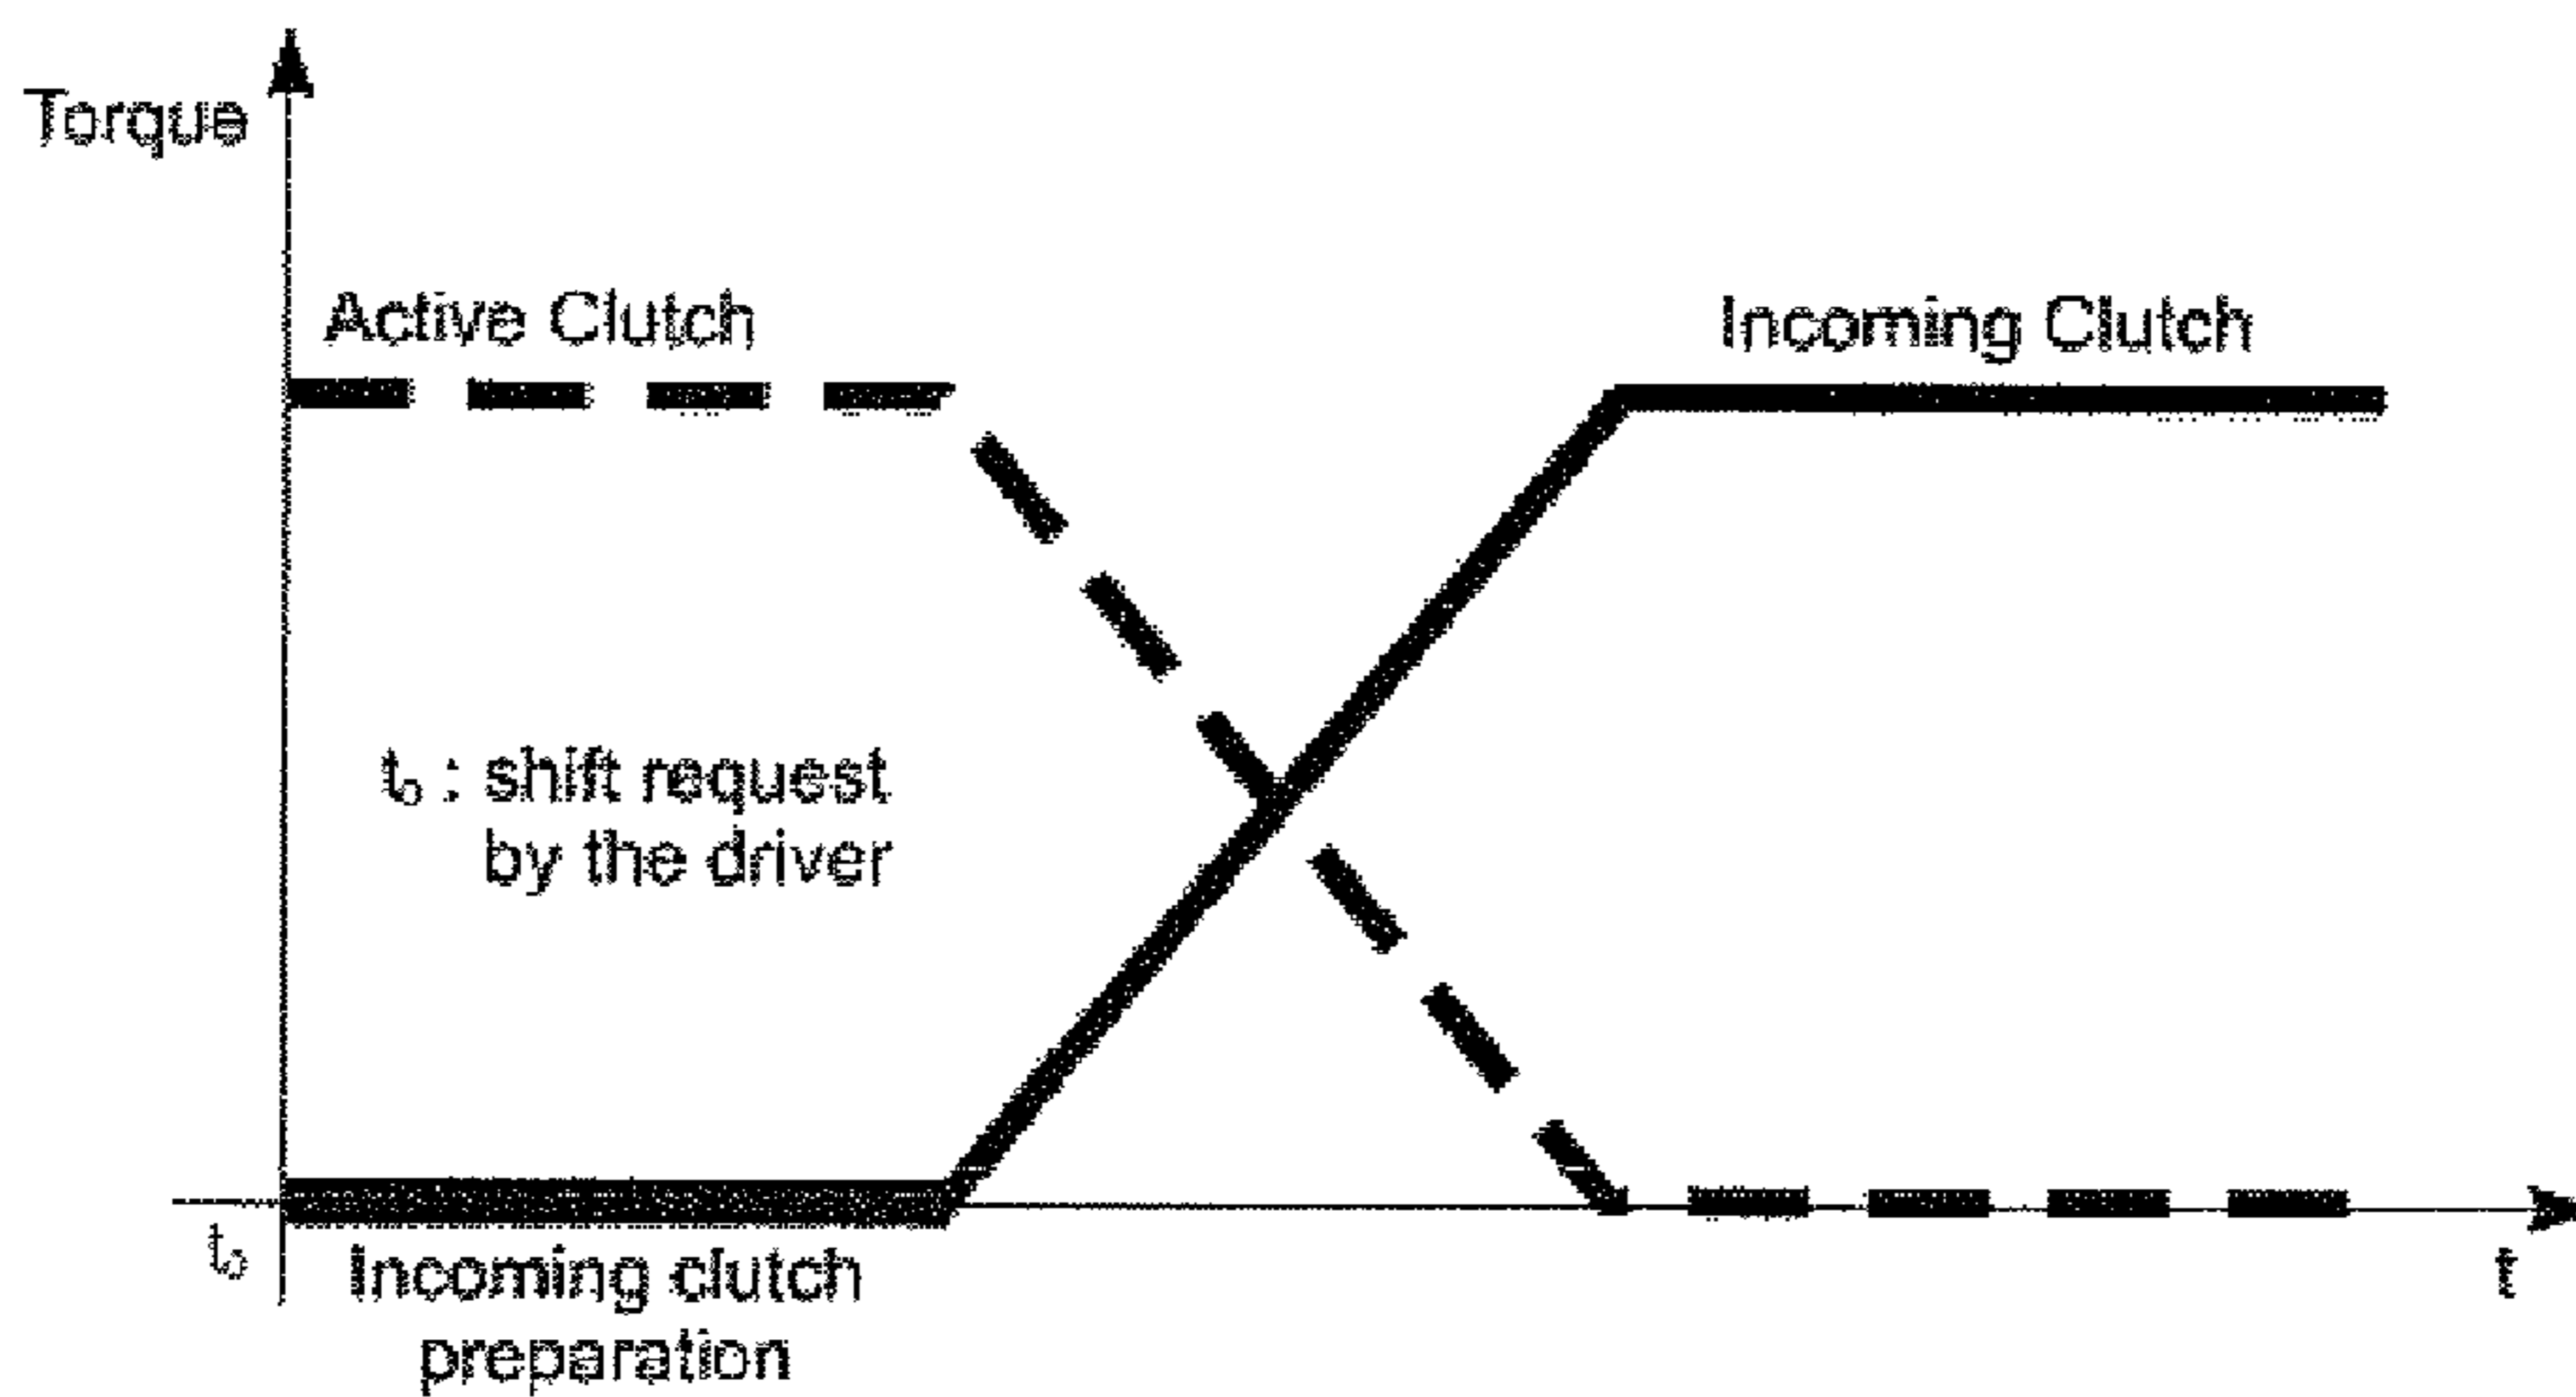 Torque
Active Clutch
Incoming Clutch
t₀ : shift request
by the driver
t₀
Incoming clutch
preparation
t